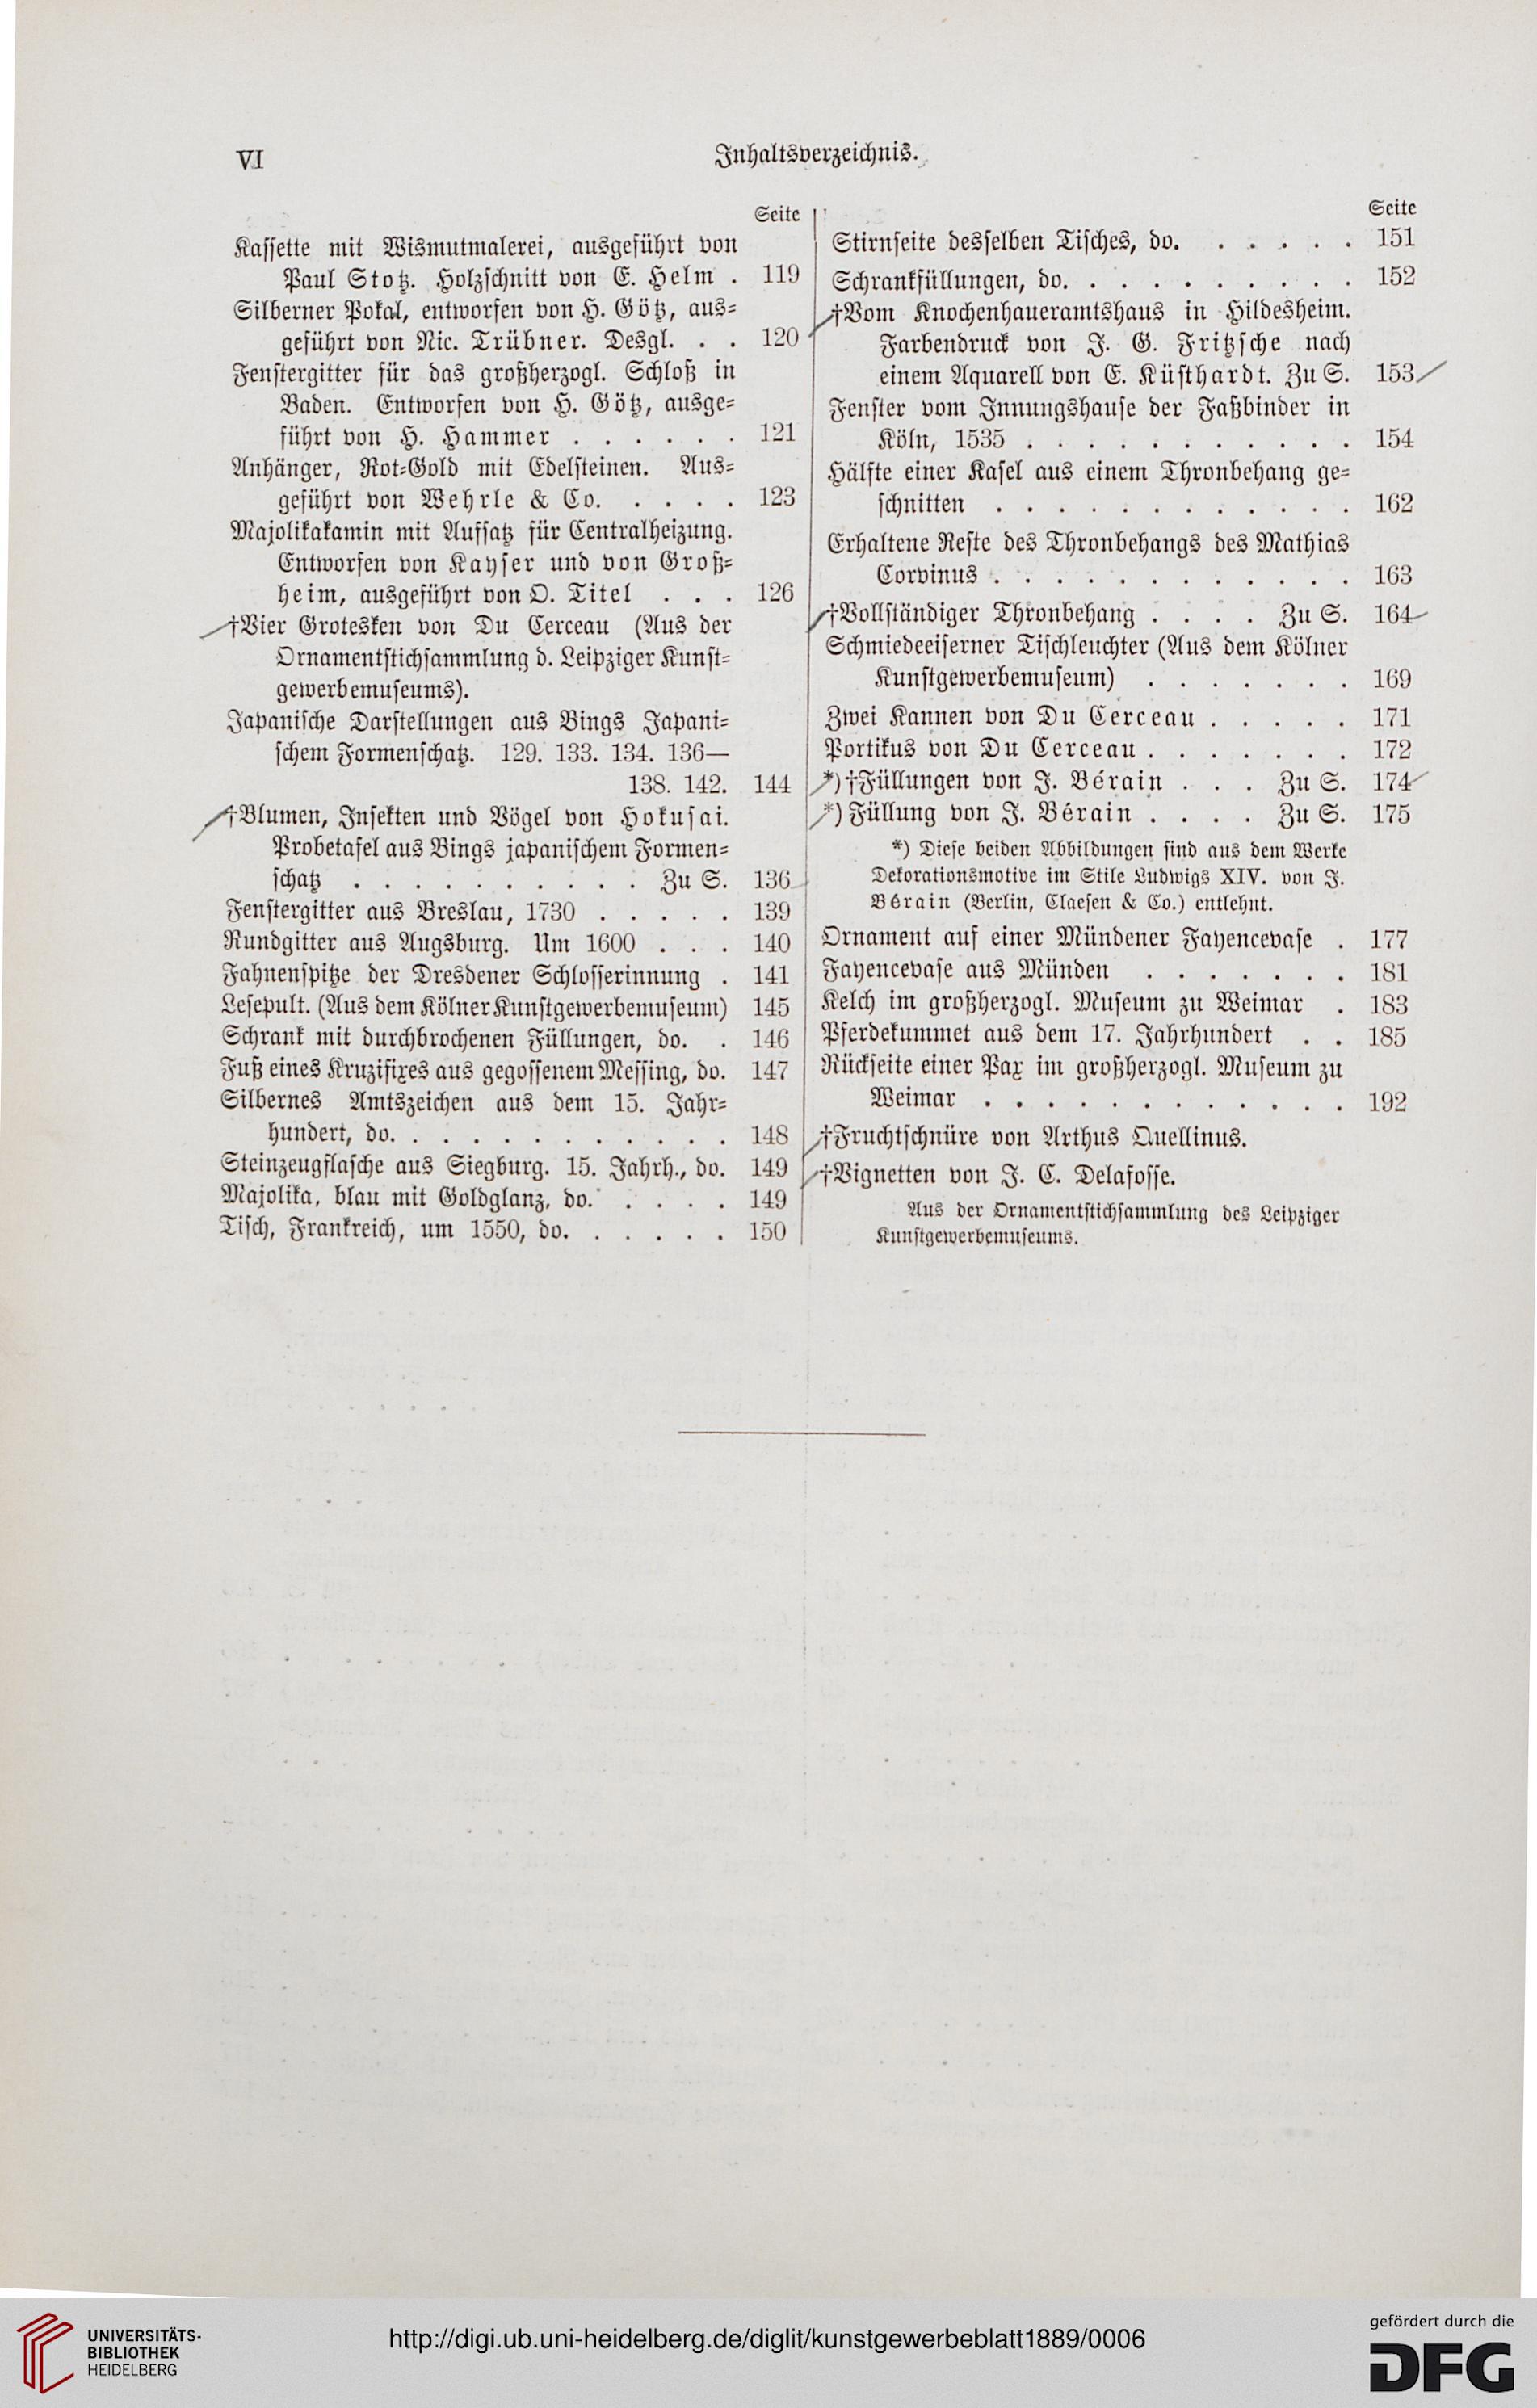 VI
Inhaltsverzeichnis.
Seite
Kassette mit Wismutmalerei, ausgeführt von
Paul Stotz. Holzschnitt von E. Helm . 119
Silberner Pokal, entworfen von H. Götz, aus-
geführt von Nic. Trübner. Desgl. . . 120
Fenstergitter für das großherzogl. Schloß in
Baden. Entworfen von H. Götz, ausge-
führt von H. Hammer . . . . . . 121
Anhänger, Rot-Gold mit Edelsteinen. Aus-
geführt von Wehrle & Co. . . . . 123
Majolikakamin mit Aufsatz für Centralheizung.
Entworfen von Kayser und von Groß-
heim, ausgeführt von O. Titel . . . 126
†Vier Grotesken von Du Cerceau (Aus der
Ornamentstichsammlung d. Leipziger Kunst-
gewerbemuseums).
Japanische Darstellungen aus Bings Japani-
schem Formenschatz. 129. 133. 134. 136—
138. 142. 144
†Blumen, Insekten und Vögel von Hokusai.
Probetafel aus Bings japanischem Formen-
schatz . . . . . . . . . . Zu S. 136
Fenstergitter aus Breslau, 1730 . . . . . 139
Rundgitter aus Augsburg. Um 1600 . . . 140
Fahnenspitze der Dresdener Schlosserinnung . 141
Lesepult. (Aus dem Kölner Kunstgewerbemuseum) 145
Schrank mit durchbrochenen Füllungen, do. . 146
Fuß eines Kruzifixes aus gegossenem Messing, do. 147
Silbernes Amtszeichen aus dem 15. Jahr-
hundert, do. . . . . . . . . . . . 148
Steinzeugflasche aus Siegburg. 15. Jahrh., do. 149
Majolika, blau mit Goldglanz, do. . . . . 149
Tisch, Frankreich, um 1550, do. . . . . . 150
Seite
Stirnseite desselben Tisches, do. . . . . . 151
Schrankfüllungen, do. . . . . . . . . . 152
†Vom Knochenhaueramtshaus in Hildesheim.
Farbendruck von J. G. Fritzsche nach
einem Aquarell von E. Küsthardt. Zu S. 153
Fenster vom Innungshause der Faßbinder in
Köln, 1535 . . . . . . . . . . . 154
Hälfte einer Kasel aus einem Thronbehang ge-
schnitten . . . . . . . . . . . . 162
Erhaltene Reste des Thronbehangs des Mathias
Corvinus . . . . . . . . . . . . 163
†Vollständiger Thronbehang . . . . Zu S. 164
Schmiedeeiserner Tischleuchter (Aus dem Kölner
Kunstgewerbemuseum) . . . . . . . 169
Zwei Kannen von Du Cerceau . . . . . 171
Portikus von Du Cerceau . . . . . . . 172
*) †Füllungen von J. Bérain . . . Zu S. 174
*) Füllung von J. Bérain . . . . Zu S. 175
*) Diese beiden Abbildungen sind aus dem Werke
Dekorationsmotive im Stile Ludwigs XIV. von J.
Bérain (Berlin, Claesen & Co.) entlehnt.
Ornament auf einer Mündener Fayencevase . 177
Fayencevase aus Münden . . . . . . . 181
Kelch im großherzogl. Museum zu Weimar . 183
Pferdekummet aus dem 17. Jahrhundert . . 185
Rückseite einer Pax im großherzogl. Museum zu
Weimar . . . . . . . . . . . . 192
†Fruchtschnüre von Arthus Quellinus.
†Vignetten von J. C. Delafosse.
Aus der Ornamentstichsammlung des Leipziger
Kunstgewerbemuseums.
UNIVERSITÄTS-
BIBLIOTHEK
HEIDELBERG
http://digi.ub.uni-heidelberg.de/diglit/kunstgewerbeblatt1889/0006
gefördert durch die
DFG